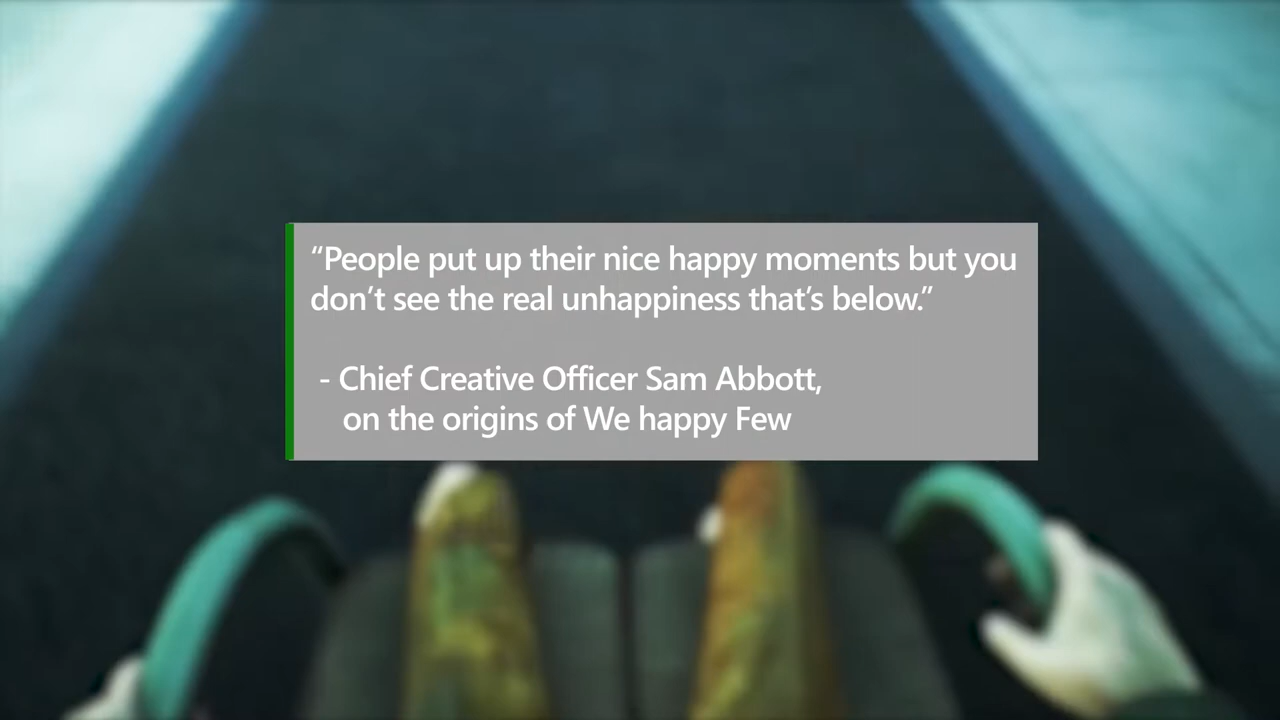 “People put up their nice happy moments but you
don’t see the real unhappiness that’s below.”
- Chief Creative Officer Sam Abbott,
on the origins of We happy Few